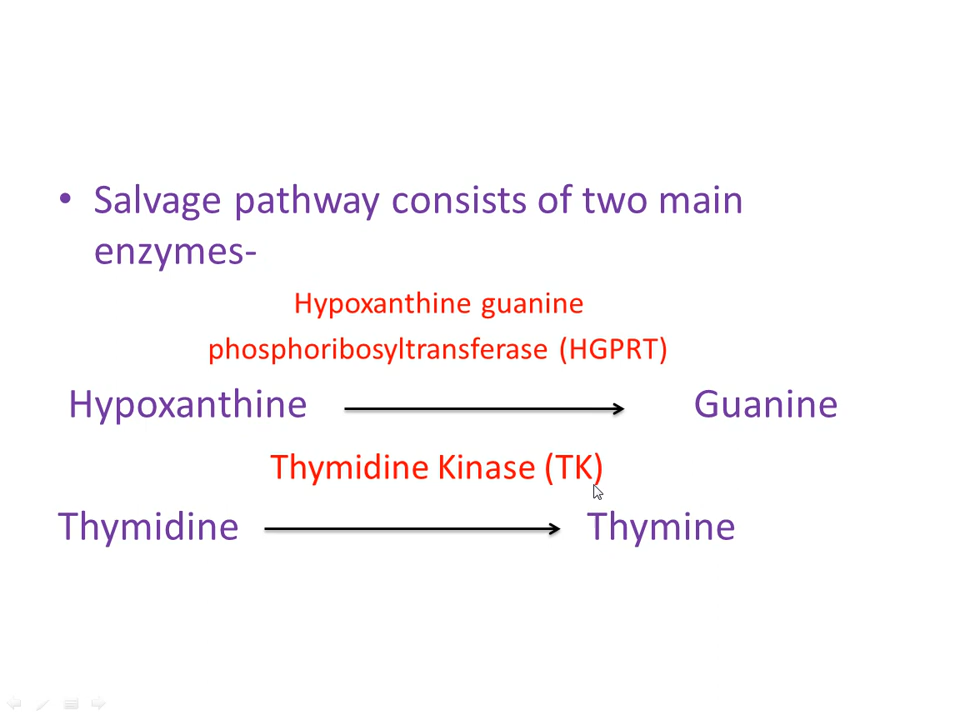 • Salvage pathway consists of two main
enzymes-
Hypoxanthine guanine
phosphoribosyltransferase (HGPRT)
Hypoxanthine Guanine
Thymidine Kinase (TK)
Thymidine Thymine